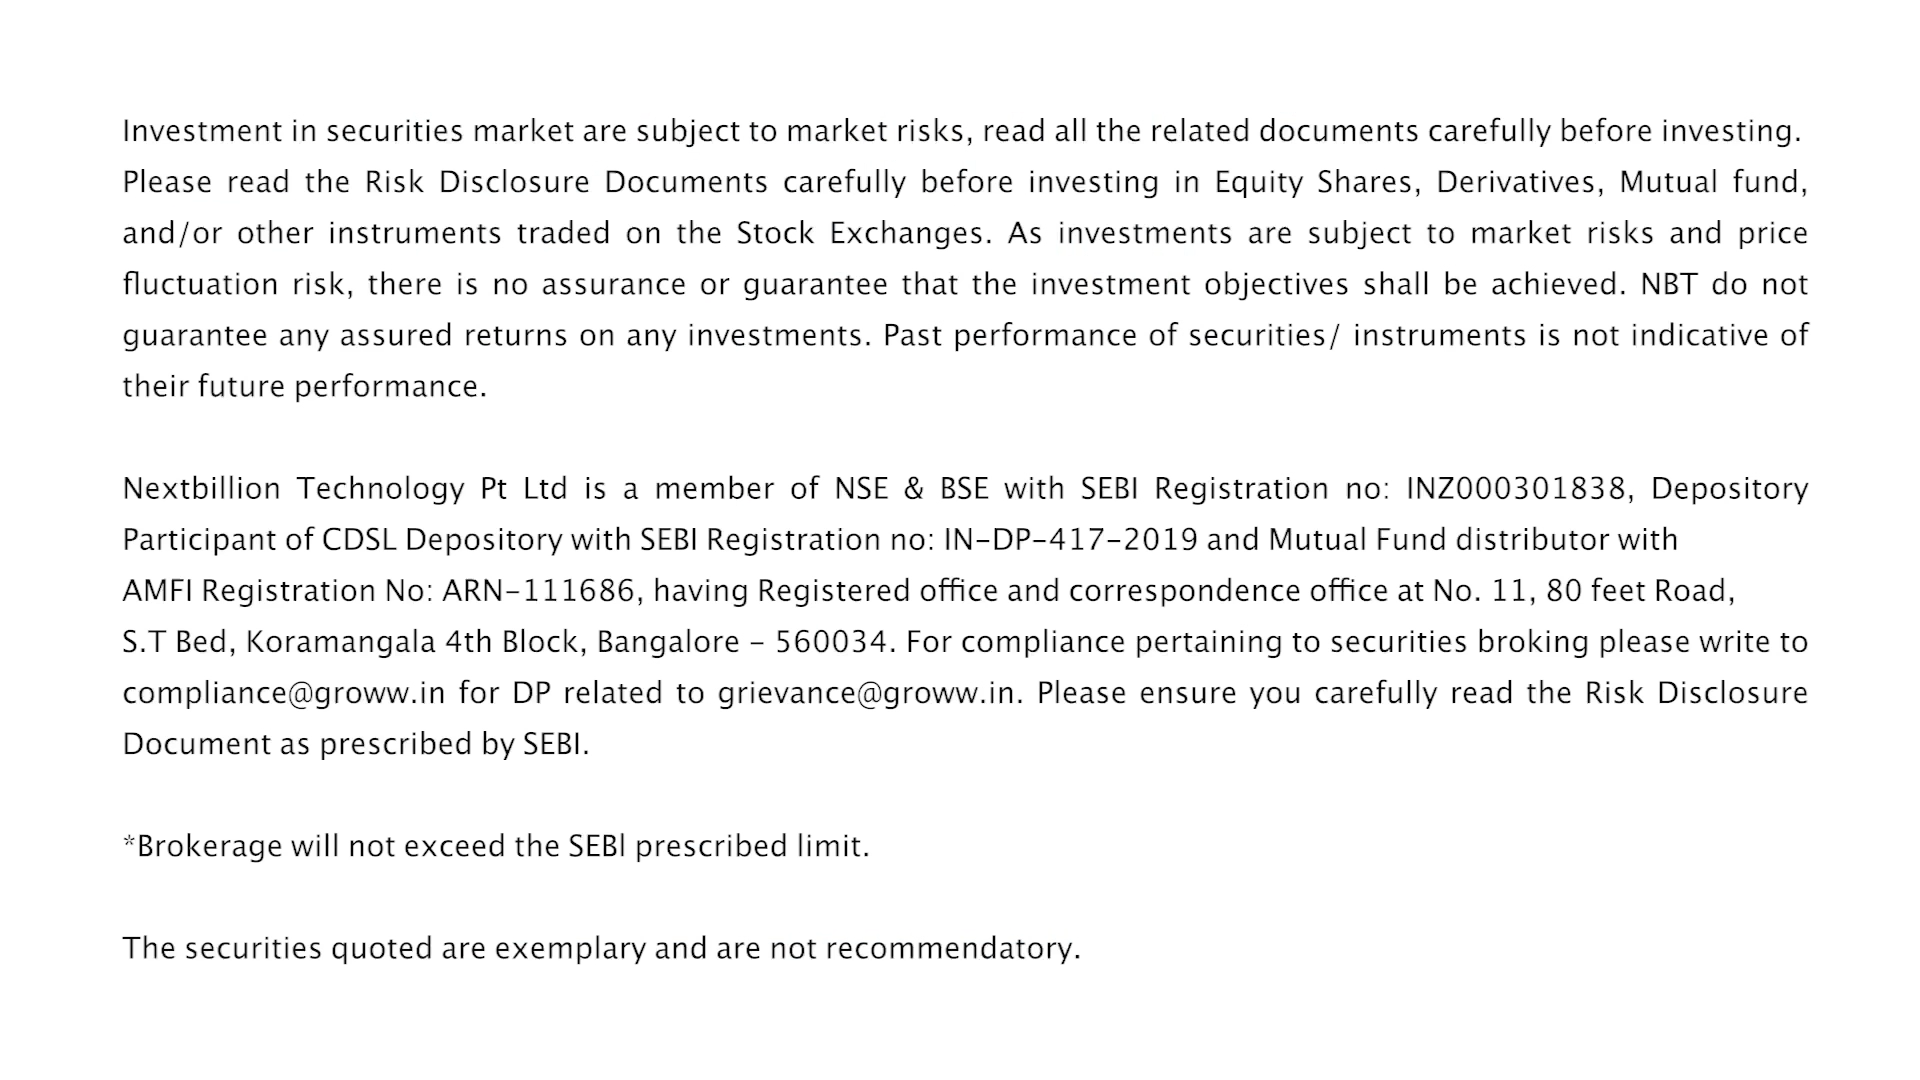 Investment in securities market are subject to market risks, read all the related documents carefully before investing.
Please read the Risk Disclosure Documents carefully before investing in Equity Shares, Derivatives, Mutual fund,
and/or other instruments traded on the Stock Exchanges. As investments are subject to market risks and price
fluctuation risk, there is no assurance or guarantee that the investment objectives shall be achieved. NBT do not
guarantee any assured returns on any investments. Past performance of securities/ instruments is not indicative of
their future performance.
Nextbillion Technology Pt Ltd is a member of NSE & BSE with SEBI Registration no: INZ000301838, Depository
Participant of CDSL Depository with SEBI Registration no: IN-DP-417-2019 and Mutual Fund distributor with
AMFI Registration No: ARN-111686, having Registered office and correspondence office at No. 11, 80 feet Road,
S.T Bed, Koramangala 4th Block, Bangalore - 560034. For compliance pertaining to securities broking please write to
compliance@groww.in for DP related to grievance@groww.in. Please ensure you carefully read the Risk Disclosure
Document as prescribed by SEBI.
*Brokerage will not exceed the SEBl prescribed limit.
The securities quoted are exemplary and are not recommendatory.